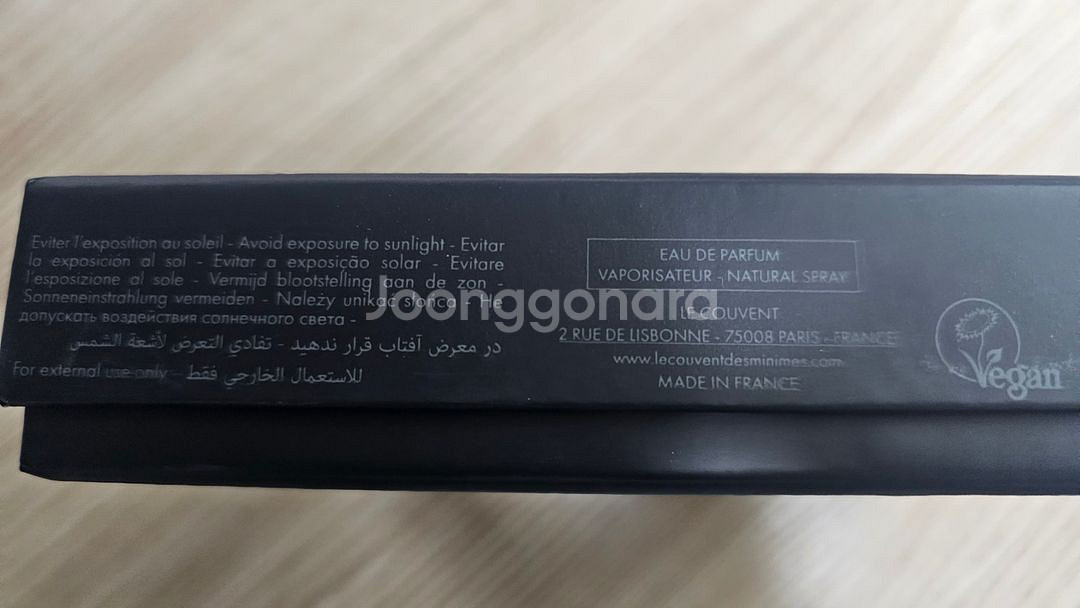 Eviter l'exposition au soleil - Avoid exposure to sunlight - Evitar
la exposición al sol - Evitar a exposição solar - Evitare
l'esposizione al sole - Vermijd blootstelling aan de zon -
Sonneneinstrahlung vermeiden - Należy unikać słońca - Не
допускать воздействия солнечного света -
در معرض آفتاب قرار ندهید - تفادي التعرض لأشعة الشمس
For external use only - للاستعمال الخارجي فقط
EAU DE PARFUM
VAPORISATEUR - NATURAL SPRAY
LE COUVENT
2 RUE DE LISBONNE - 75008 PARIS - FRANCE
www.lecouventdesminimes.com
MADE IN FRANCE
Vegan
Joonggonara